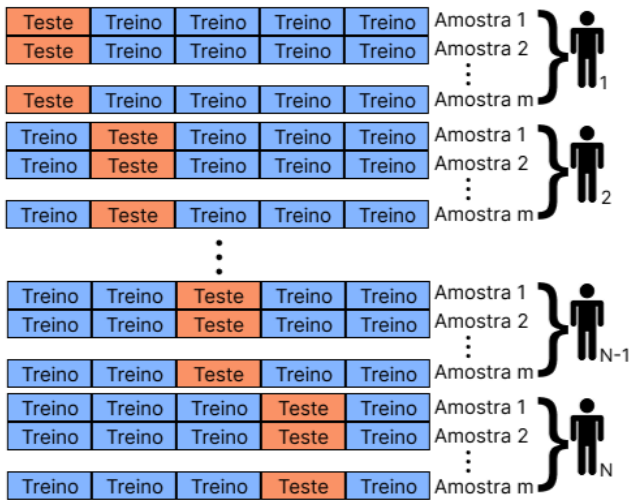 Teste Treino Treino Treino Treino Amostra 1
Teste Treino Treino Treino Treino Amostra 2
Teste Treino Treino Treino Treino Amostra m
1
Treino Teste Treino Treino Treino Amostra 1
Treino Teste Treino Treino Treino Amostra 2
Treino Teste Treino Treino Treino Amostra m
2
Treino Treino Teste Treino Treino Amostra 1
Treino Treino Teste Treino Treino Amostra 2
Treino Treino Teste Treino Treino Amostra m
N-1
Treino Treino Treino Teste Treino Amostra 1
Treino Treino Treino Teste Treino Amostra 2
Treino Treino Treino Teste Treino Amostra m
N